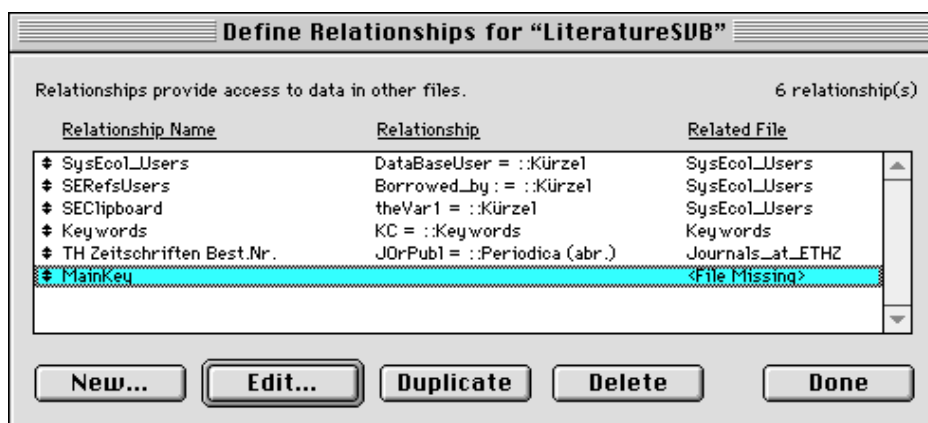 Define Relationships for “LiteratureSUB”
Relationships provide access to data in other files. 6 relationship(s)
Relationship Name Relationship Related File
SysEcol_Users DataBaseUser = ::Kürzel SysEcol_Users
SERefsUsers Borrowed_by : = ::Kürzel SysEcol_Users
SEClipboard theVar1 = ::Kürzel SysEcol_Users
Keywords KC = ::Keywords Keywords
TH Zeitschriften Best.Nr. JOrPubl = ::Periodica (abr.) Journals_at_ETHZ
MainKey <File Missing>
New... Edit... Duplicate Delete Done